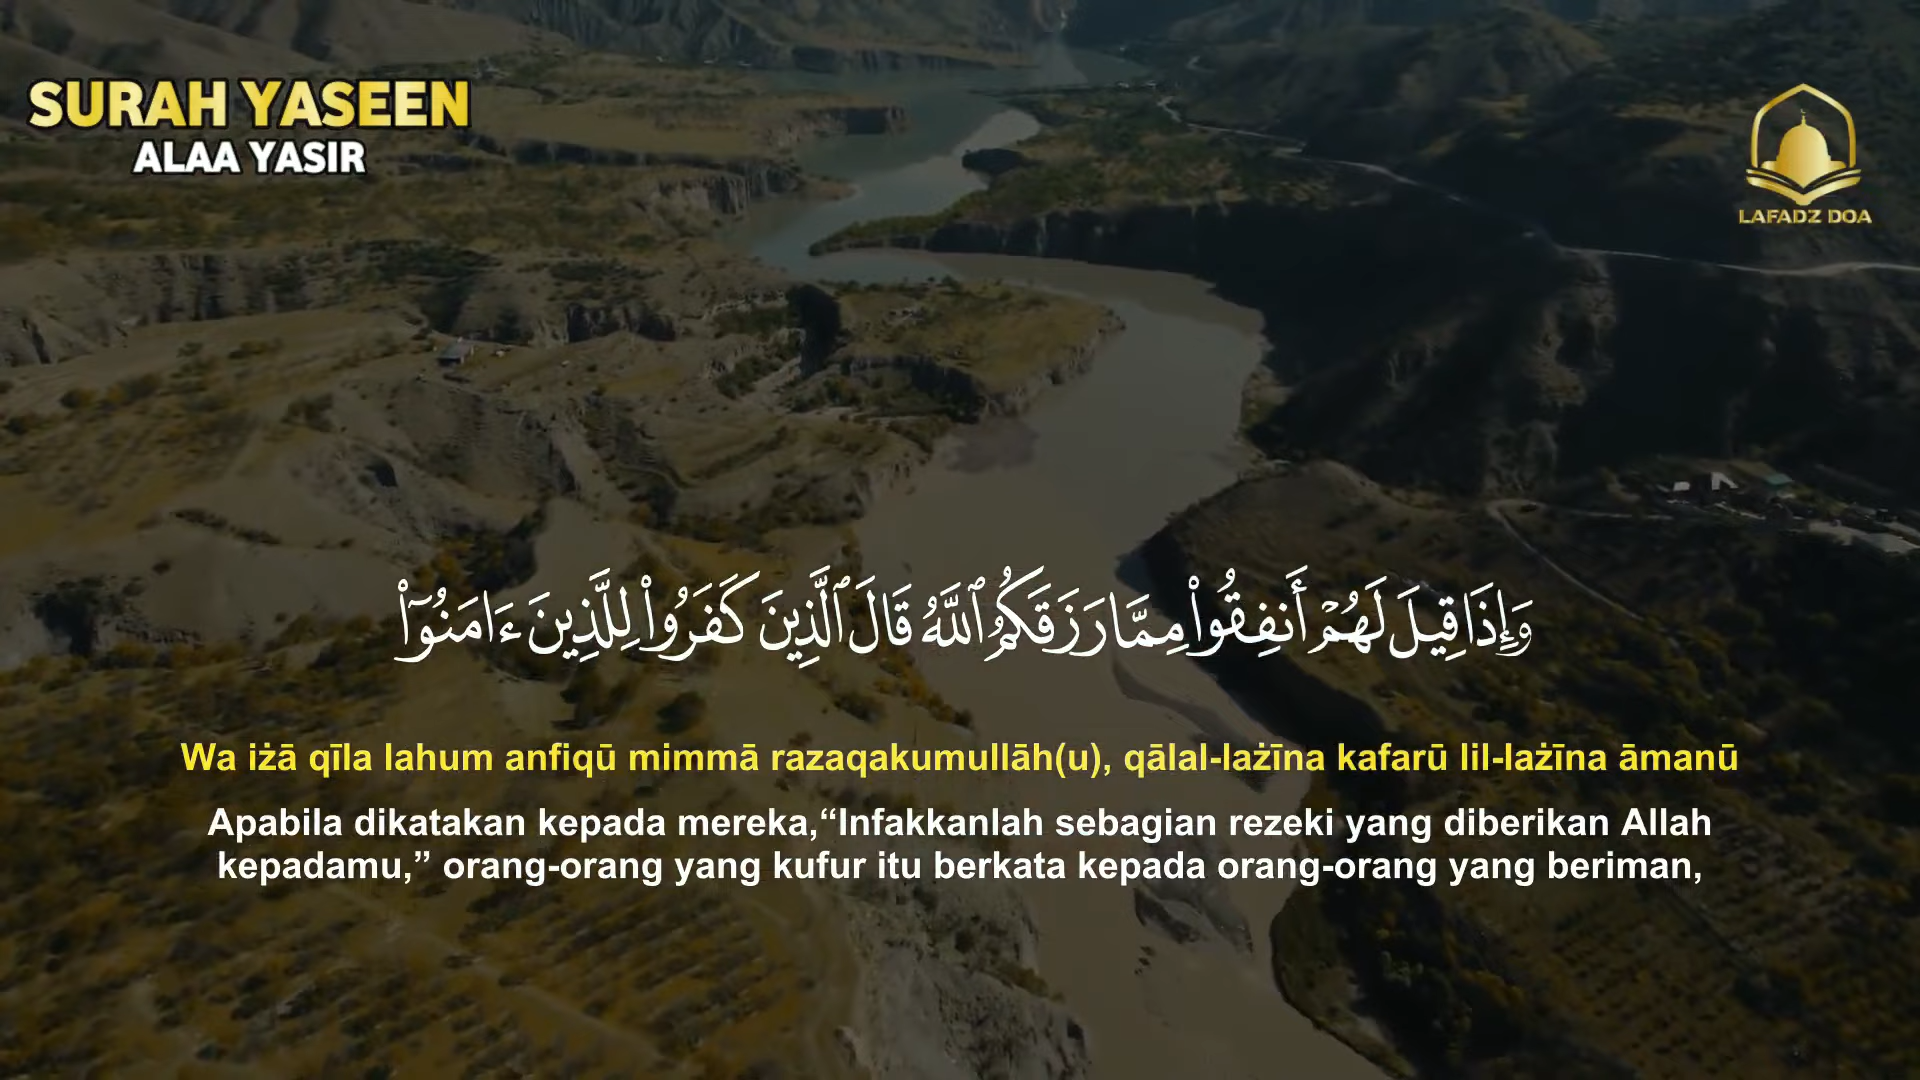 SURAH YASEEN
ALAA YASIR
LAFADZ DOA
وَإِذَا قِيلَ لَهُمْ أَنفِقُوا۟ مِمَّا رَزَقَكُمُ ٱللَّهُ قَالَ ٱلَّذِينَ كَفَرُوا۟ لِلَّذِينَ ءَامَنُوٓا۟
Wa iżā qīla lahum anfiqū mimmā razaqakumullāh(u), qālal-lażīna kafarū lil-lażīna āmanū
Apabila dikatakan kepada mereka,“Infakkanlah sebagian rezeki yang diberikan Allah
kepadamu,” orang-orang yang kufur itu berkata kepada orang-orang yang beriman,